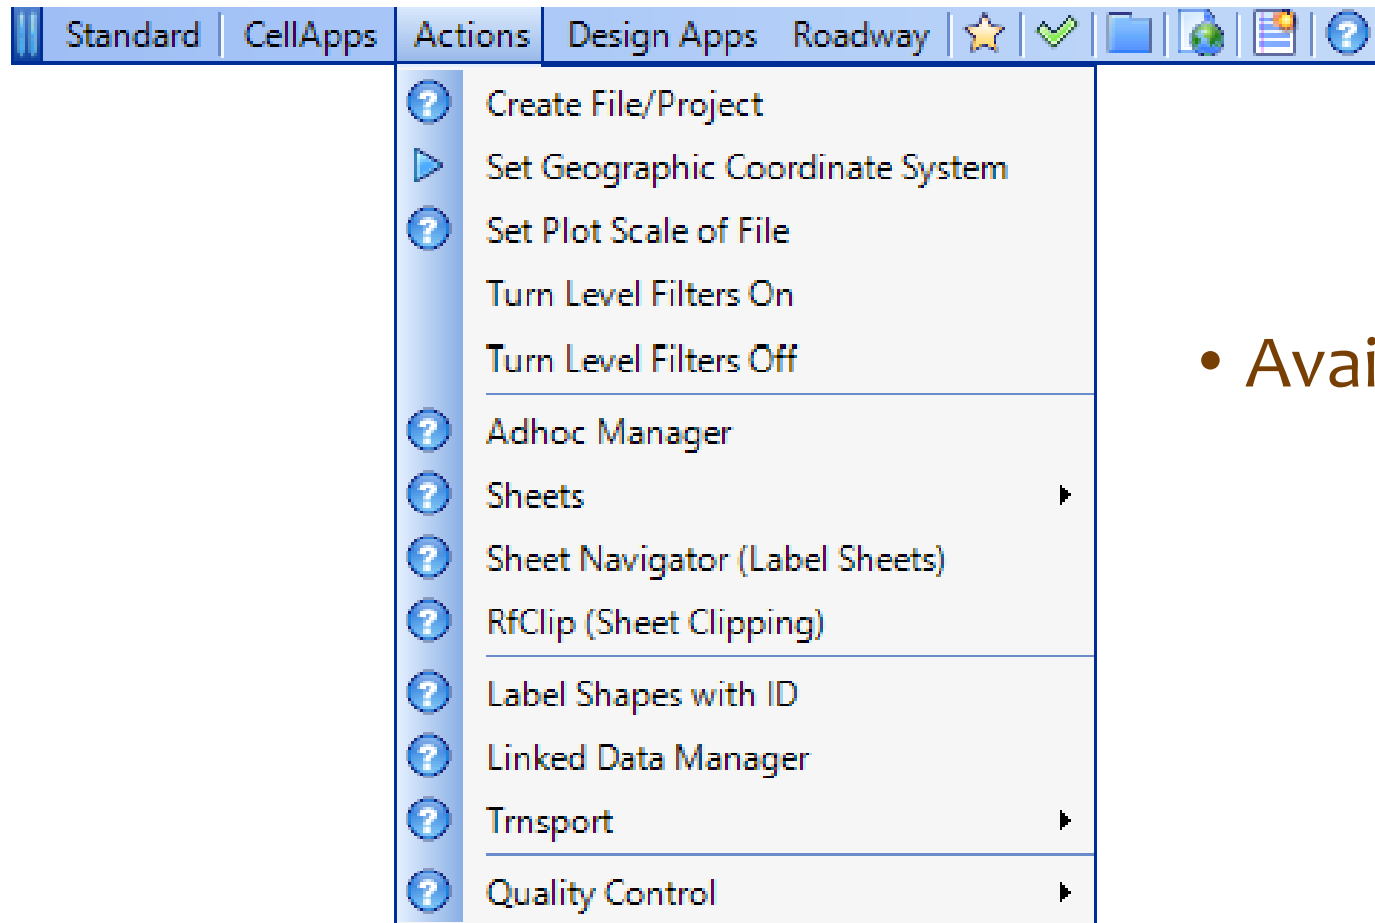 Standard CellApps Actions Design Apps Roadway
Create File/Project
Set Geographic Coordinate System
Set Plot Scale of File
Turn Level Filters On
Turn Level Filters Off
• Avai
Adhoc Manager
Sheets
Sheet Navigator (Label Sheets)
RfClip (Sheet Clipping)
Label Shapes with ID
Linked Data Manager
Trnsport
Quality Control